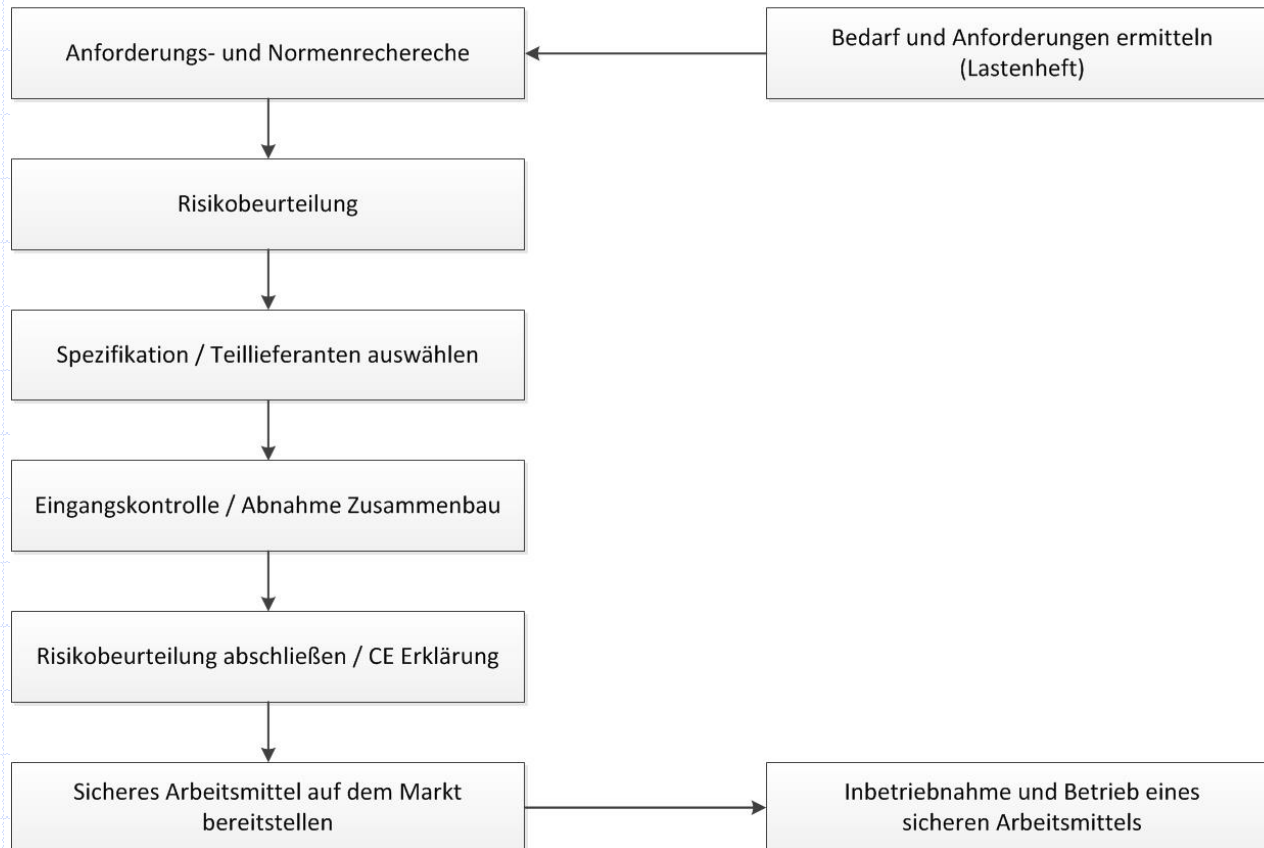 Anforderungs- und Normenrechereche
Bedarf und Anforderungen ermitteln
(Lastenheft)
Risikobeurteilung
Spezifikation / Teillieferanten auswählen
Eingangskontrolle / Abnahme Zusammenbau
Risikobeurteilung abschließen / CE Erklärung
Sicheres Arbeitsmittel auf dem Markt
bereitstellen
Inbetriebnahme und Betrieb eines
sicheren Arbeitsmittels